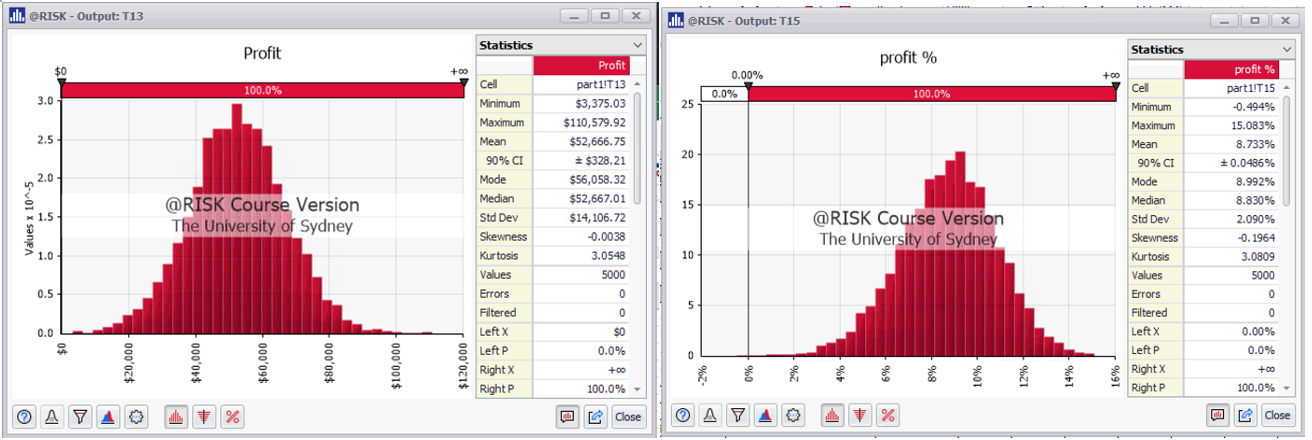 @RISK - Output: T13
Profit
$0
+∞
100.0%
3.0
2.5
2.0
1.5
1.0
0.5
0.0
Values x 10^-5
$0
$20,000
$40,000
$60,000
$80,000
$100,000
$120,000
@RISK Course Version
The University of Sydney
Statistics
Profit
Cell part1!T13
Minimum $3,375.03
Maximum $110,579.92
Mean $52,666.75
90% CI ± $328.21
Mode $56,058.32
Median $52,667.01
Std Dev $14,106.72
Skewness -0.0038
Kurtosis 3.0548
Values 5000
Errors 0
Filtered 0
Left X $0
Left P 0.0%
Right X +∞
Right P 100.0%
Close
@RISK - Output: T15
profit %
0.00%
+∞
0.0%
100.0%
25
20
15
10
5
0
-2%
0%
2%
4%
6%
8%
10%
12%
14%
16%
@RISK Course Version
The University of Sydney
Statistics
profit %
Cell part1!T15
Minimum -0.494%
Maximum 15.083%
Mean 8.733%
90% CI ± 0.0486%
Mode 8.992%
Median 8.830%
Std Dev 2.090%
Skewness -0.1964
Kurtosis 3.0809
Values 5000
Errors 0
Filtered 0
Left X 0.00%
Left P 0.0%
Right X +∞
Right P 100.0%
Close